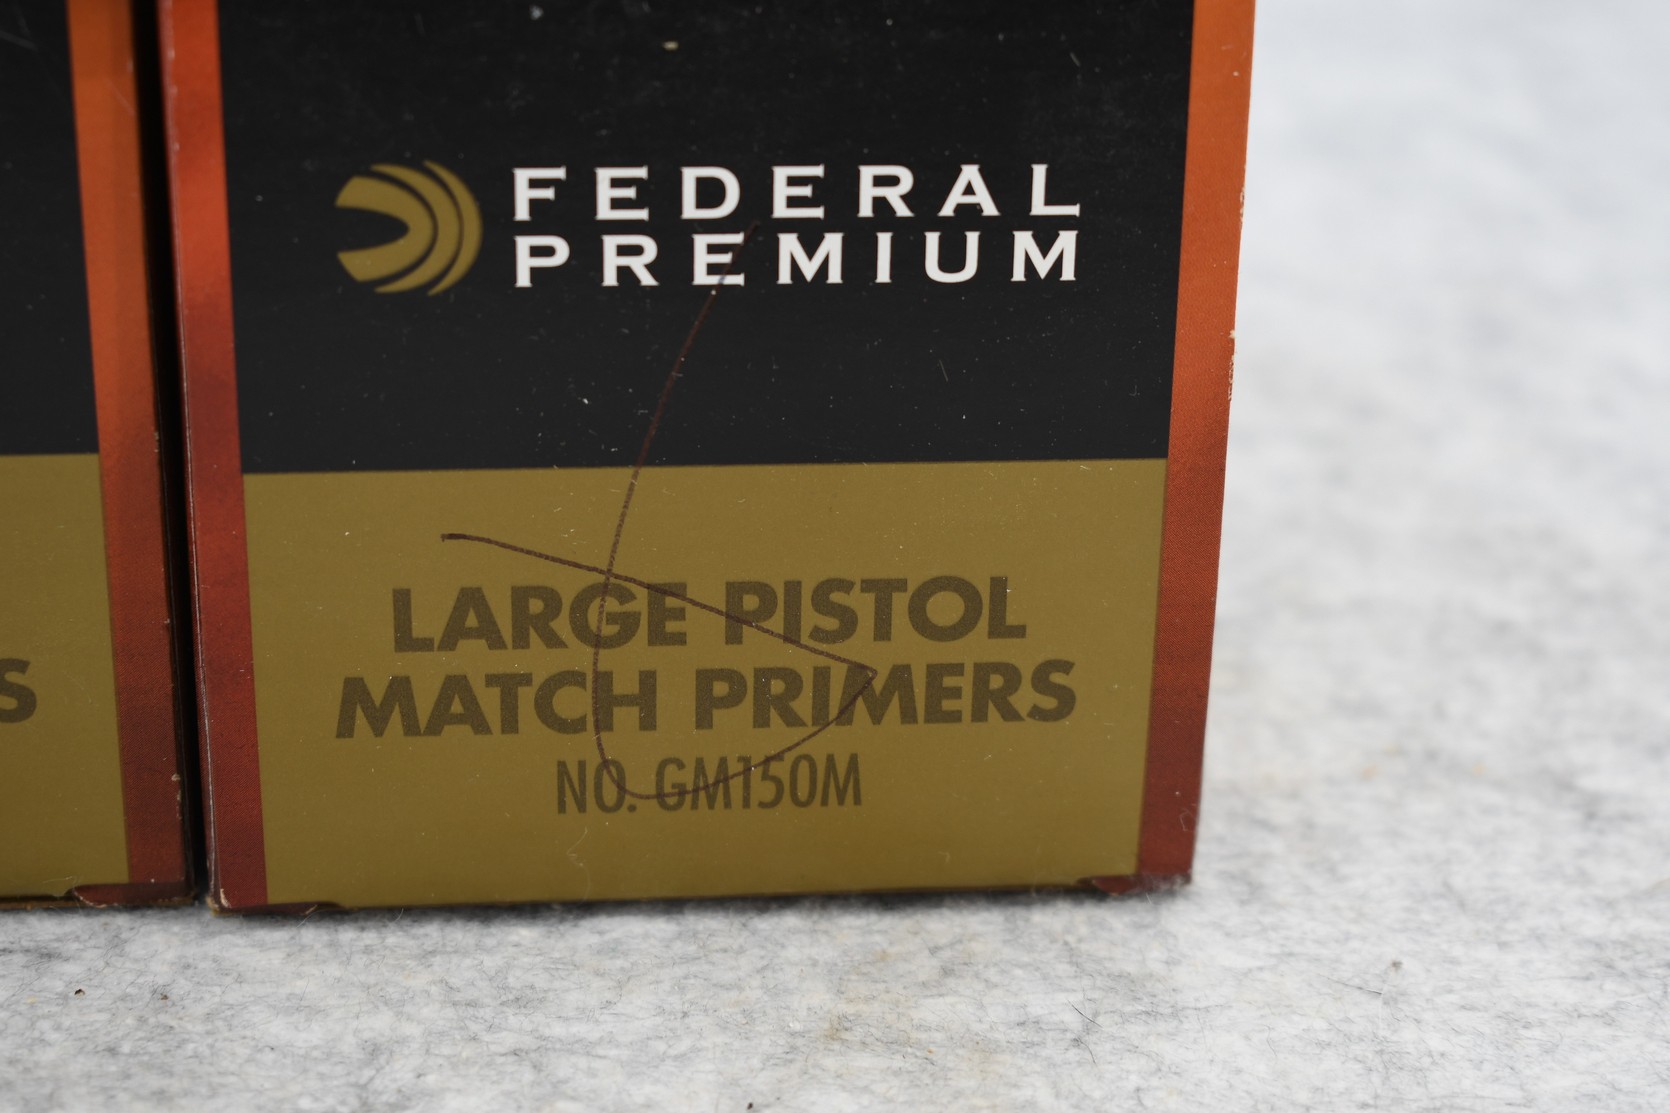 FEDERAL
PREMIUM
LARGE PISTOL
MATCH PRIMERS
NO. GM150M
S